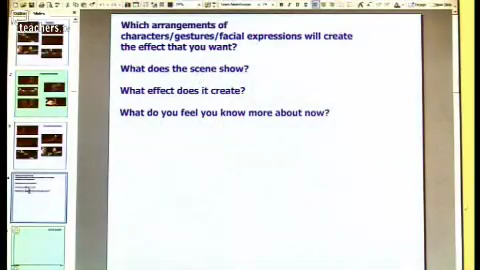 teachers.
Which arrangements of
characters/gestures/facial expressions will create
the effect that you want?
What does the scene show?
What effect does it create?
What do you feel you know more about now?